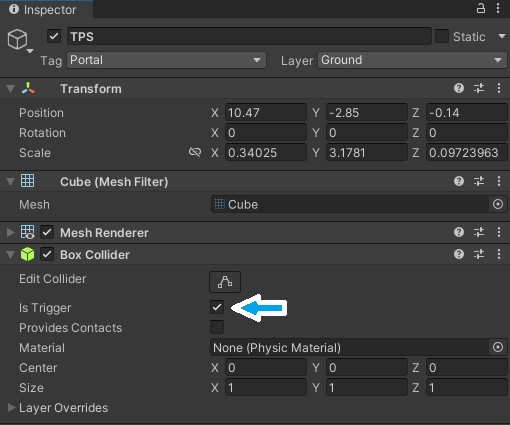 Inspector
TPS Static
Tag Portal Layer Ground
Transform
Position X 10.47 Y -2.85 Z -0.14
Rotation X 0 Y 0 Z 0
Scale X 0.34025 Y 3.1781 Z 0.09723963
Cube (Mesh Filter)
Mesh Cube
Mesh Renderer
Box Collider
Edit Collider
Is Trigger
Provides Contacts
Material None (Physic Material)
Center X 0 Y 0 Z 0
Size X 1 Y 1 Z 1
Layer Overrides